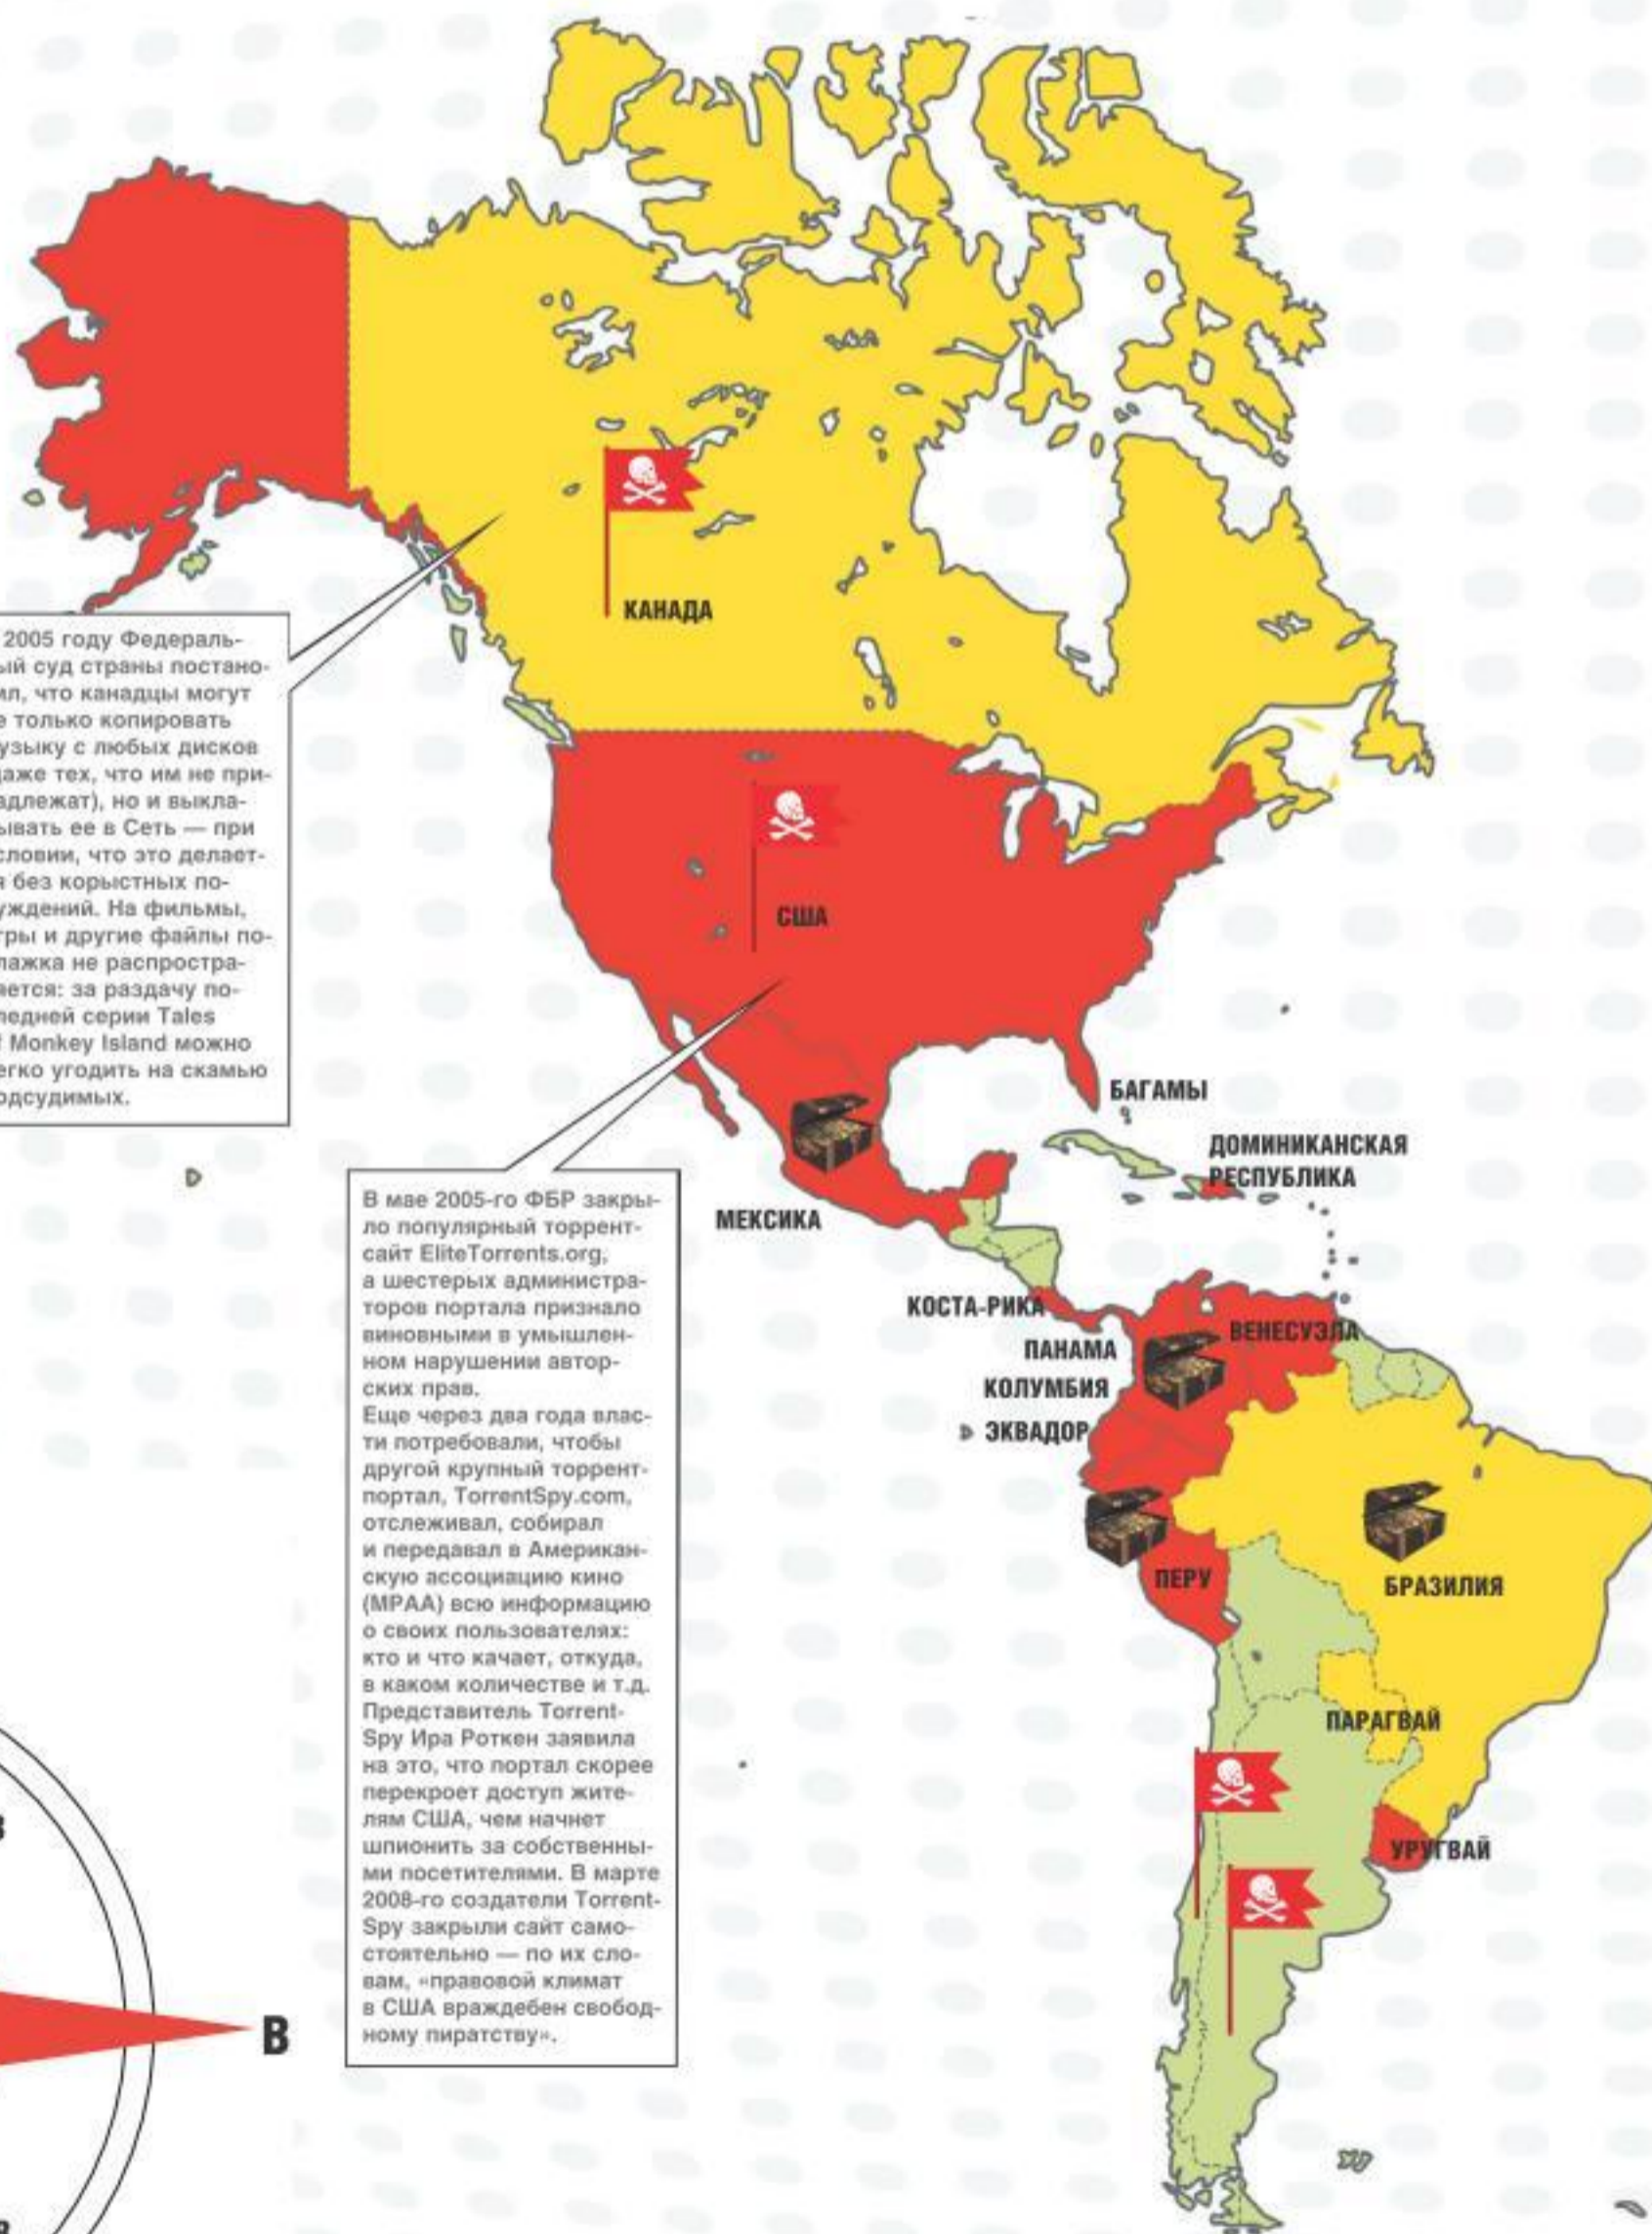 КАНАДА
2005 году Федераль-
ый суд страны постано-
ил, что канадцы могут
е только копировать
узыку с любых дисков
даже тех, что им не при-
адлежат), но и выкла-
ывать ее в Сеть — при
словии, что это делает-
я без корыстных по-
уждений. На фильмы,
гры и другие файлы по-
лажка не распростра-
яется: за раздачу по-
ледней серии Tales
f Monkey Island можно
егко угодить на скамью
одсудимых.
США
БАГАМЫ
ДОМИНИКАНСКАЯ
РЕСПУБЛИКА
МЕКСИКА
В мае 2005-го ФБР закры-
ло популярный торрент-
сайт EliteTorrents.org,
а шестерых администра-
торов портала признало
виновными в умышлен-
ном нарушении автор-
ских прав.
Еще через два года влас-
ти потребовали, чтобы
другой крупный торрент-
портал, TorrentSpy.com,
отслеживал, собирал
и передавал в Американ-
скую ассоциацию кино
(MPAA) всю информацию
о своих пользователях:
кто и что качает, откуда,
в каком количестве и т.д.
Представитель Torrent-
Spy Ира Роткен заявила
на это, что портал скорее
перекроет доступ жите-
лям США, чем начнет
шпионить за собственны-
ми посетителями. В марте
2008-го создатели Torrent-
Spy закрыли сайт само-
стоятельно — по их сло-
вам, «правовой климат
в США враждебен свобод-
ному пиратству».
КОСТА-РИКА
ПАНАМА
ВЕНЕСУЭЛА
КОЛУМБИЯ
ЭКВАДОР
ПЕРУ
БРАЗИЛИЯ
ПАРАГВАЙ
УРУГВАЙ
В